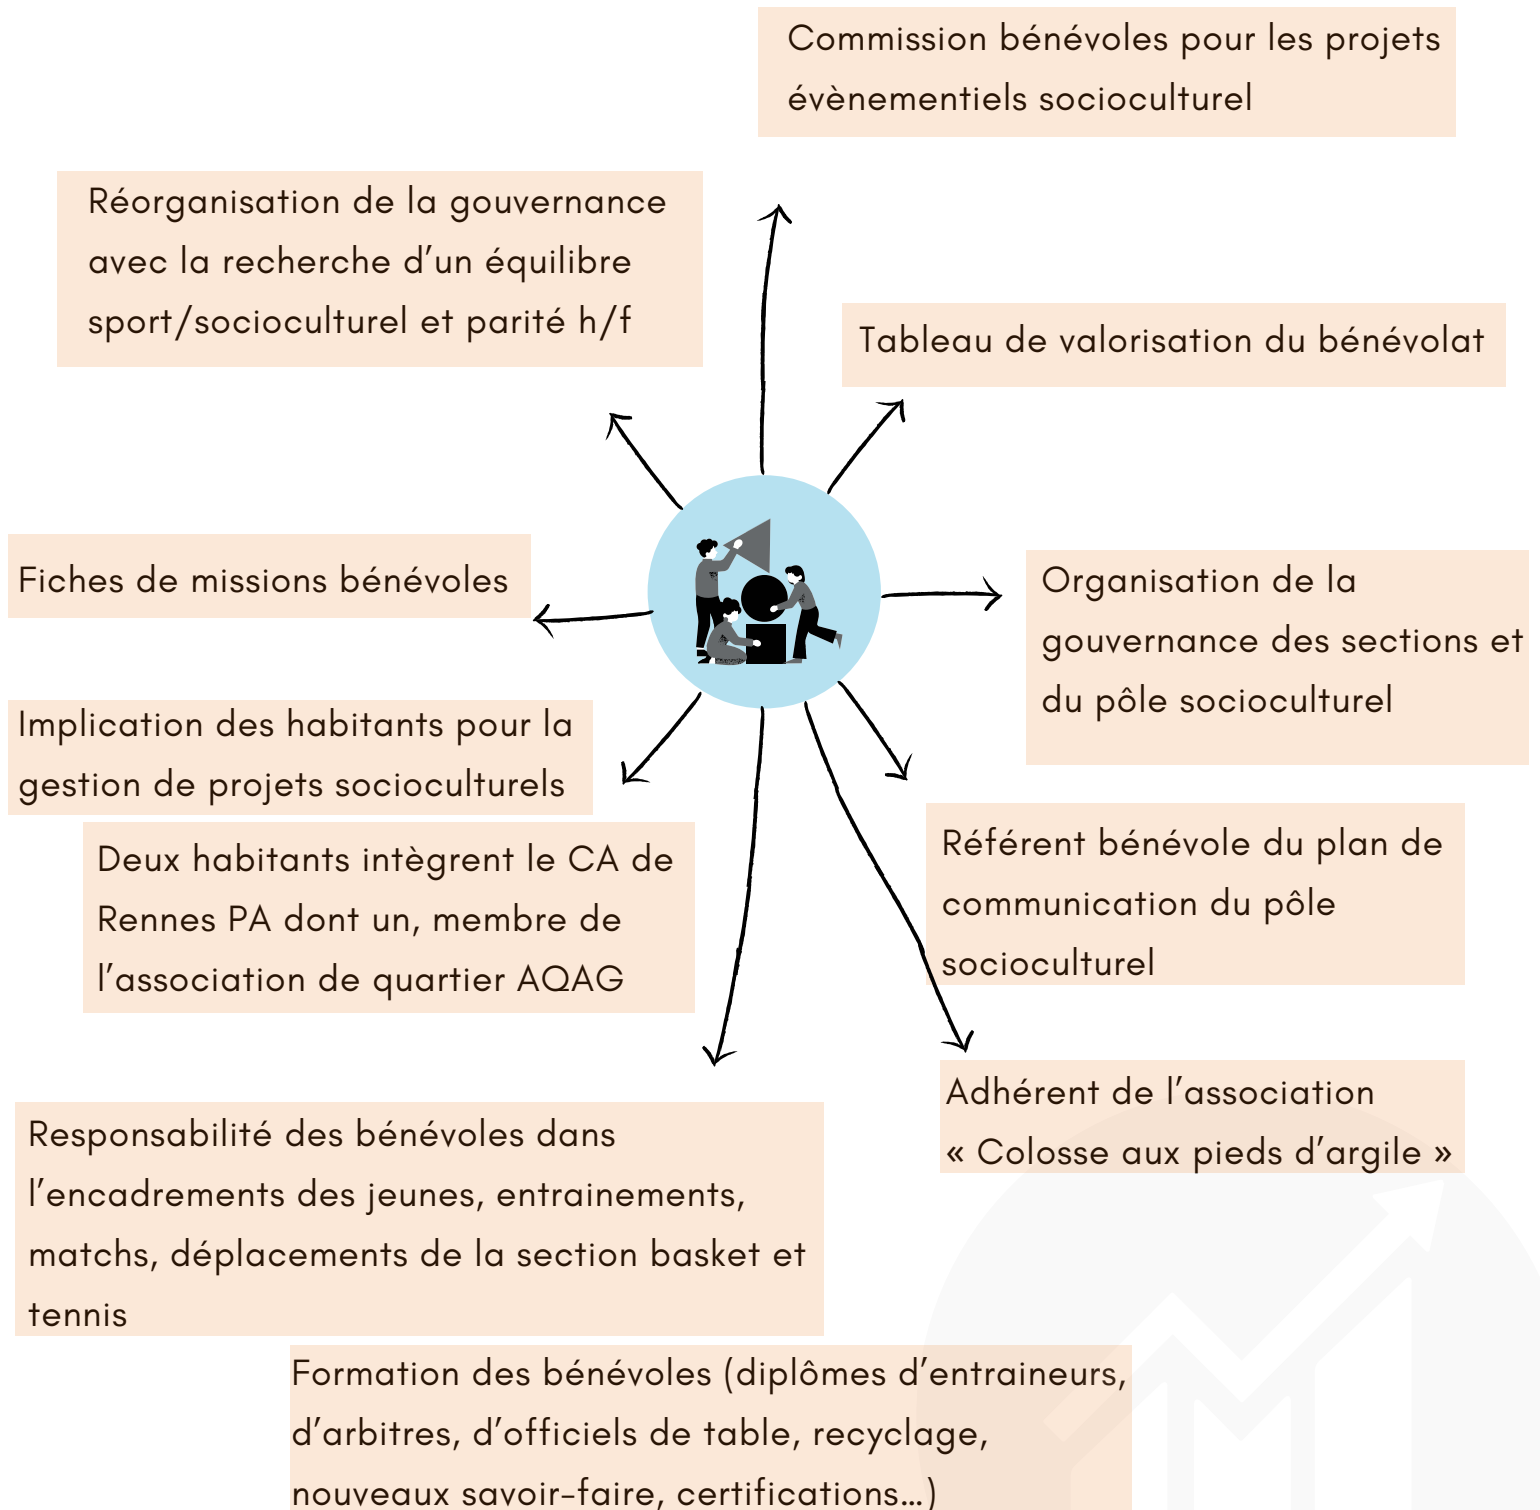 Commission bénévoles pour les projets
évènementiels socioculturel
Réorganisation de la gouvernance
avec la recherche d’un équilibre
sport/socioculturel et parité h/f
Tableau de valorisation du bénévolat
Fiches de missions bénévoles
Organisation de la
gouvernance des sections et
du pôle socioculturel
Implication des habitants pour la
gestion de projets socioculturels
Deux habitants intègrent le CA de
Rennes PA dont un, membre de
l’association de quartier AQAG
Référent bénévole du plan de
communication du pôle
socioculturel
Adhérent de l’association
« Colosse aux pieds d’argile »
Responsabilité des bénévoles dans
l’encadrements des jeunes, entrainements,
matchs, déplacements de la section basket et
tennis
Formation des bénévoles (diplômes d’entraineurs,
d’arbitres, d’officiels de table, recyclage,
nouveaux savoir-faire, certifications…)